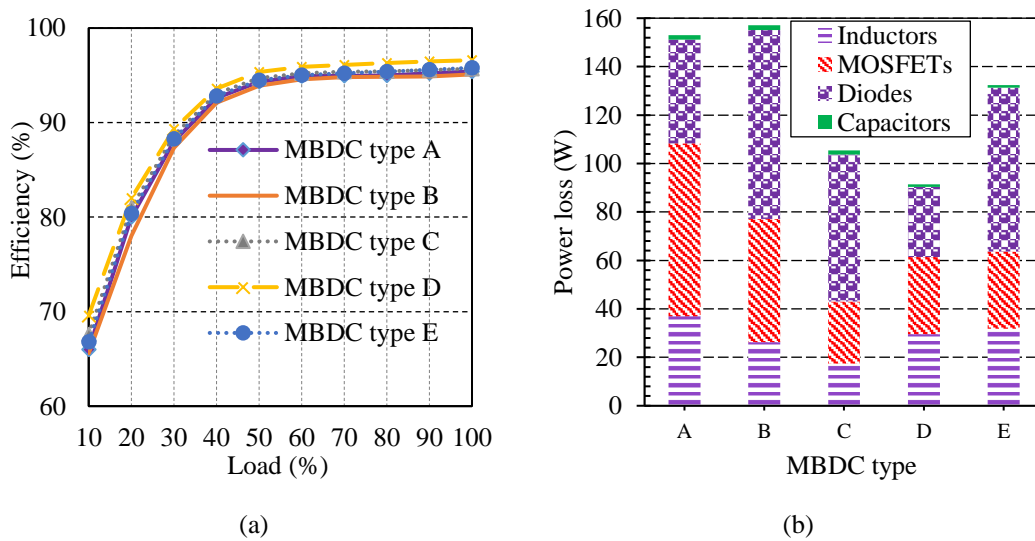 100
90
80
70
60
Efficiency (%)
MBDC type A
MBDC type B
MBDC type C
MBDC type D
MBDC type E
10 20 30 40 50 60 70 80 90 100
Load (%)
(a)
160
140
120
100
80
60
40
20
0
Power loss (W)
Inductors
MOSFETs
Diodes
Capacitors
A B C D E
MBDC type
(b)